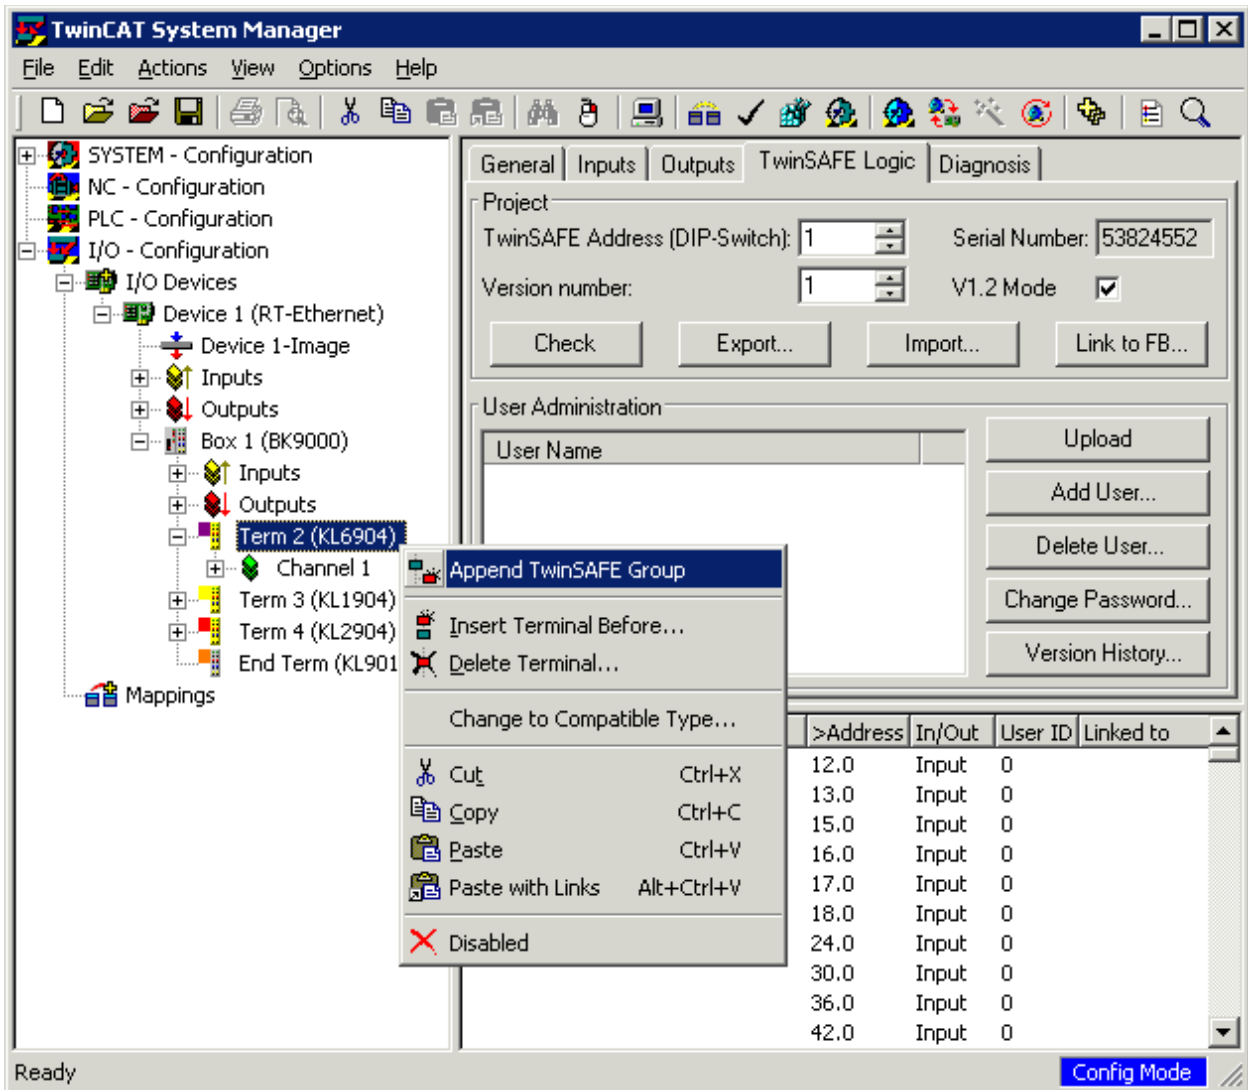 TwinCAT System Manager
File Edit Actions View Options Help
SYSTEM - Configuration
NC - Configuration
PLC - Configuration
I/O - Configuration
I/O Devices
Device 1 (RT-Ethernet)
Device 1-Image
Inputs
Outputs
Box 1 (BK9000)
Inputs
Outputs
Term 2 (KL6904)
Channel 1
Term 3 (KL1904)
Term 4 (KL2904)
End Term (KL901
Mappings
General Inputs Outputs TwinSAFE Logic Diagnosis
Project
TwinSAFE Address (DIP-Switch): 1 Serial Number: 53824552
Version number: 1 V1.2 Mode
Check Export... Import... Link to FB...
User Administration
User Name
Upload
Add User...
Delete User...
Change Password...
Version History...
Append TwinSAFE Group
Insert Terminal Before...
Delete Terminal...
Change to Compatible Type...
Cut Ctrl+X
Copy Ctrl+C
Paste Ctrl+V
Paste with Links Alt+Ctrl+V
Disabled
>Address In/Out User ID Linked to
12.0 Input 0
13.0 Input 0
15.0 Input 0
16.0 Input 0
17.0 Input 0
18.0 Input 0
24.0 Input 0
30.0 Input 0
36.0 Input 0
42.0 Input 0
Ready Config Mode